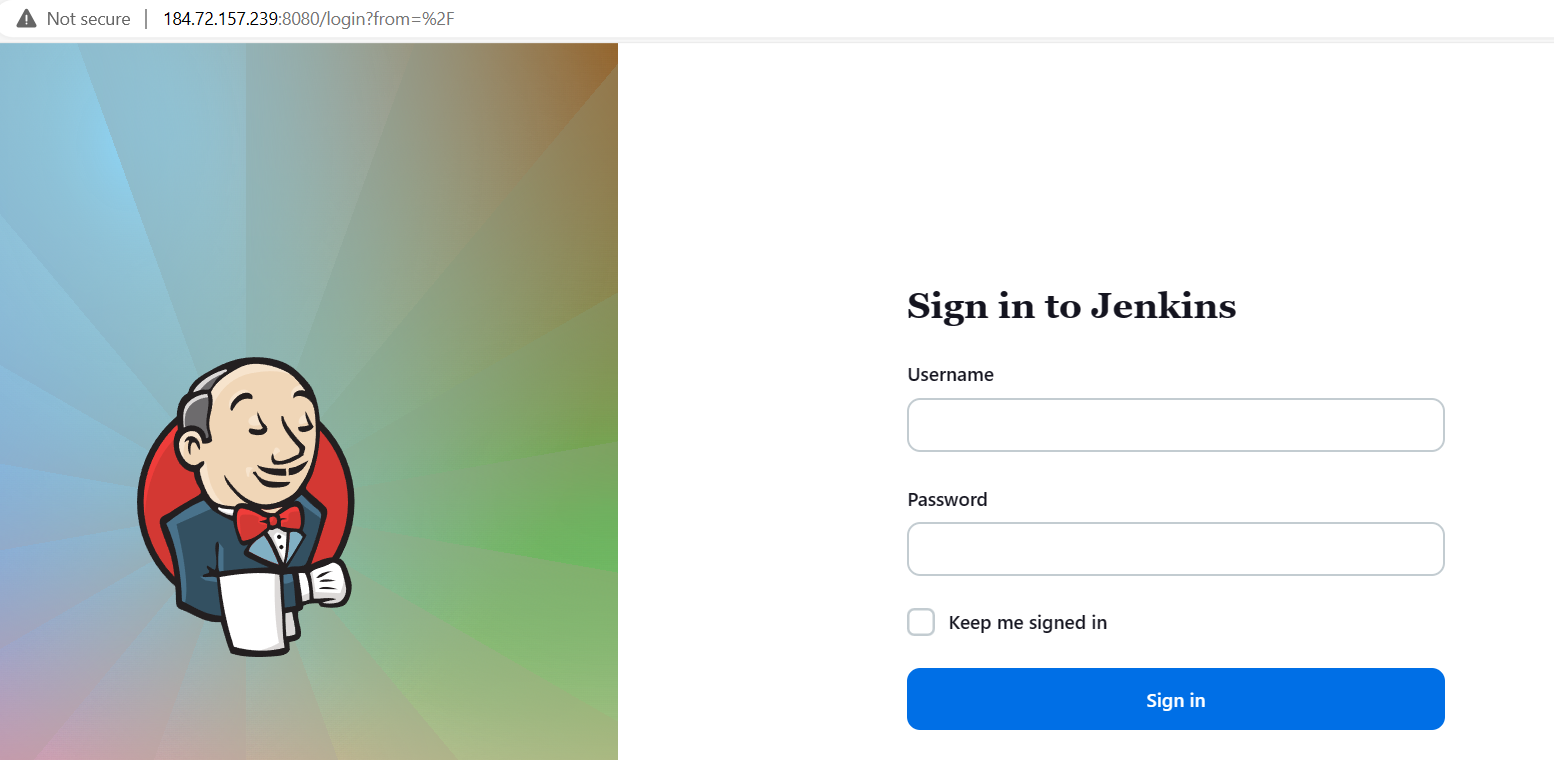 Not secure | 184.72.157.239:8080/login?from=%2F
Sign in to Jenkins
Username
Password
Keep me signed in
Sign in